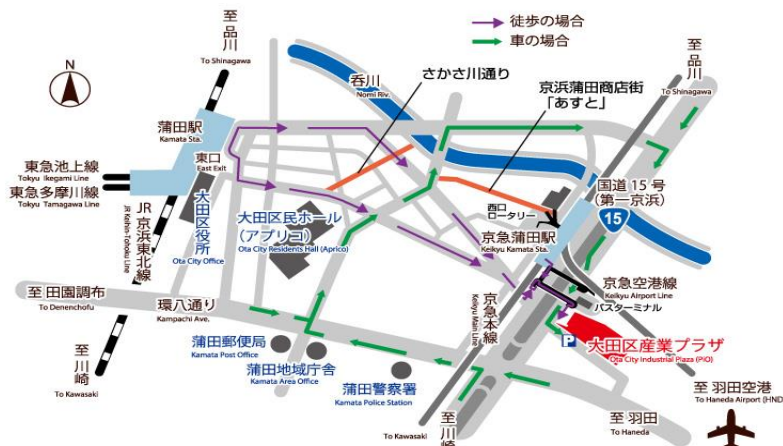 徒歩の場合
車の場合
至 品川
To Shinagawa
至 品川
To Shinagawa
N
呑川
Nomi Riv.
さかさ川通り
京浜蒲田商店街
「あすと」
蒲田駅
Kamata Sta.
東口
East Exit
東急池上線
Tokyu Ikegami Line
東急多摩川線
Tokyu Tamagawa Line
JR 京浜東北線
JR Keihin-Tohoku Line
大田区役所
Ota City Office
大田区民ホール
（アプリコ）
Ota City Residents Hall (Aprico)
西口
ロータリー
国道 15 号
（第一京浜）
15
京急蒲田駅
Keikyu Kamata Sta.
京急空港線
Keikyu Airport Line
バスターミナル
至 田園調布
To Denenchofu
環八通り
Kampachi Ave.
京急本線
Keikyu Main Line
P
大田区産業プラザ
Ota City Industrial Plaza (PIO)
蒲田郵便局
Kamata Post Office
蒲田地域庁舎
Kamata Area Office
蒲田警察署
Kamata Police Station
至 川崎
To Kawasaki
至 川崎
To Kawasaki
至 羽田
To Haneda
至 羽田空港
To Haneda Airport (HND)